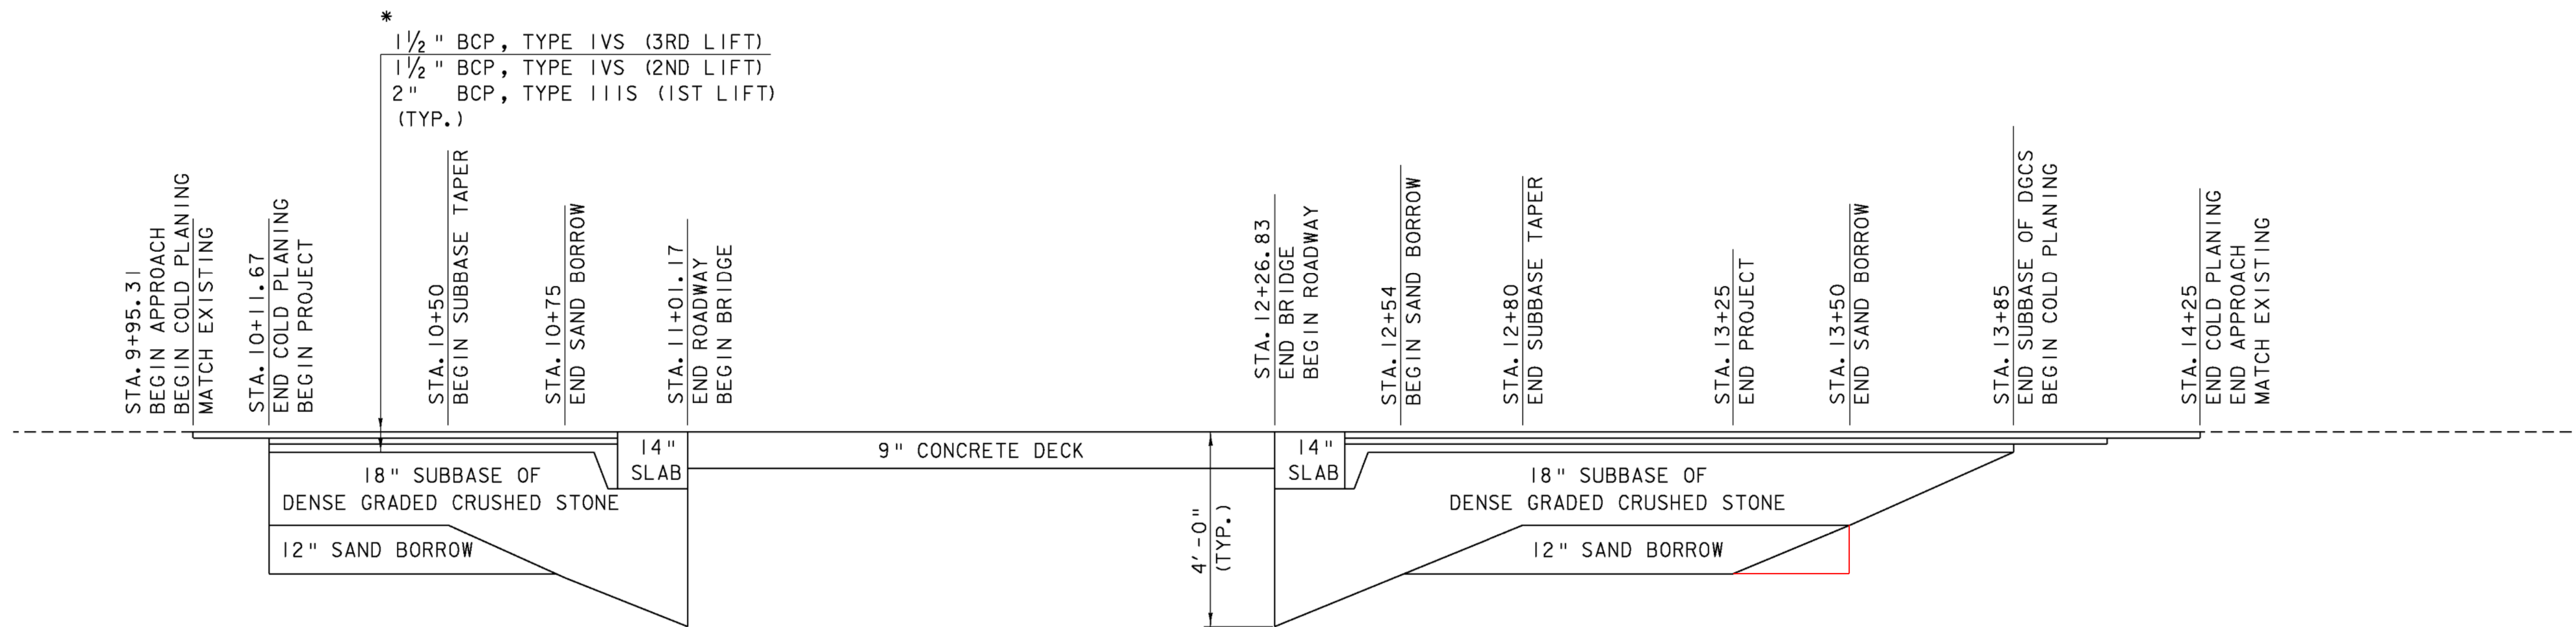 *
1 1/2" BCP, TYPE IVS (3RD LIFT)
1 1/2" BCP, TYPE IVS (2ND LIFT)
2" BCP, TYPE IIIS (1ST LIFT)
(TYP.)
STA. 9+95.31
BEGIN APPROACH
BEGIN COLD PLANING
MATCH EXISTING
STA. 10+11.67
END COLD PLANING
BEGIN PROJECT
STA. 10+50
BEGIN SUBBASE TAPER
STA. 10+75
END SAND BORROW
STA. 11+01.17
END ROADWAY
BEGIN BRIDGE
STA. 12+26.83
END BRIDGE
BEGIN ROADWAY
STA. 12+54
BEGIN SAND BORROW
STA. 12+80
END SUBBASE TAPER
STA. 13+25
END PROJECT
STA. 13+50
END SAND BORROW
STA. 13+85
END SUBBASE OF DGCS
BEGIN COLD PLANING
STA. 14+25
END COLD PLANING
END APPROACH
MATCH EXISTING
18" SUBBASE OF
DENSE GRADED CRUSHED STONE
12" SAND BORROW
14"
SLAB
9" CONCRETE DECK
4'-0"
(TYP.)
14"
SLAB
18" SUBBASE OF
DENSE GRADED CRUSHED STONE
12" SAND BORROW